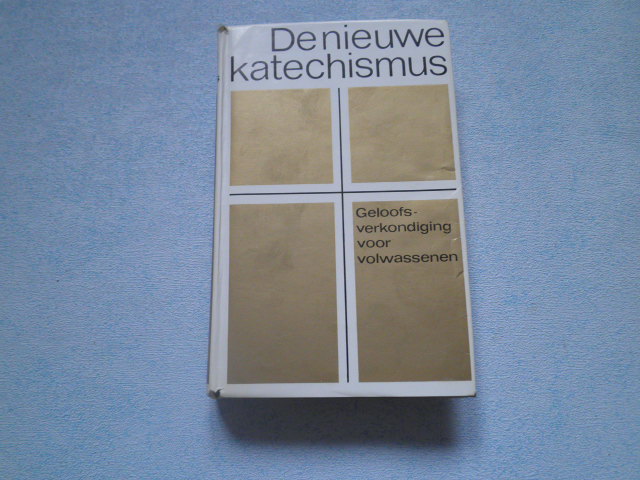 De nieuwe
katechismus
Geloofs-
verkondiging
voor
volwassenen